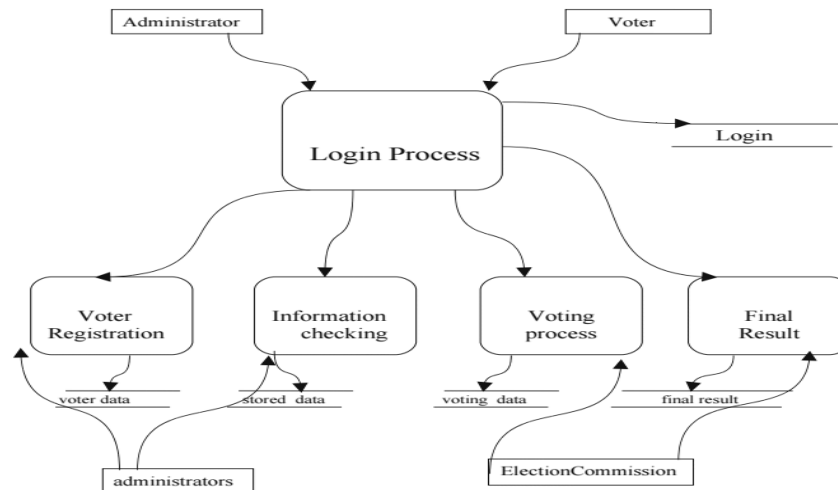 Administrator
Voter
Login Process
Login
Voter
Registration
Information
checking
Voting
process
Final
Result
voter data
stored data
voting data
final result
administrators
ElectionCommission